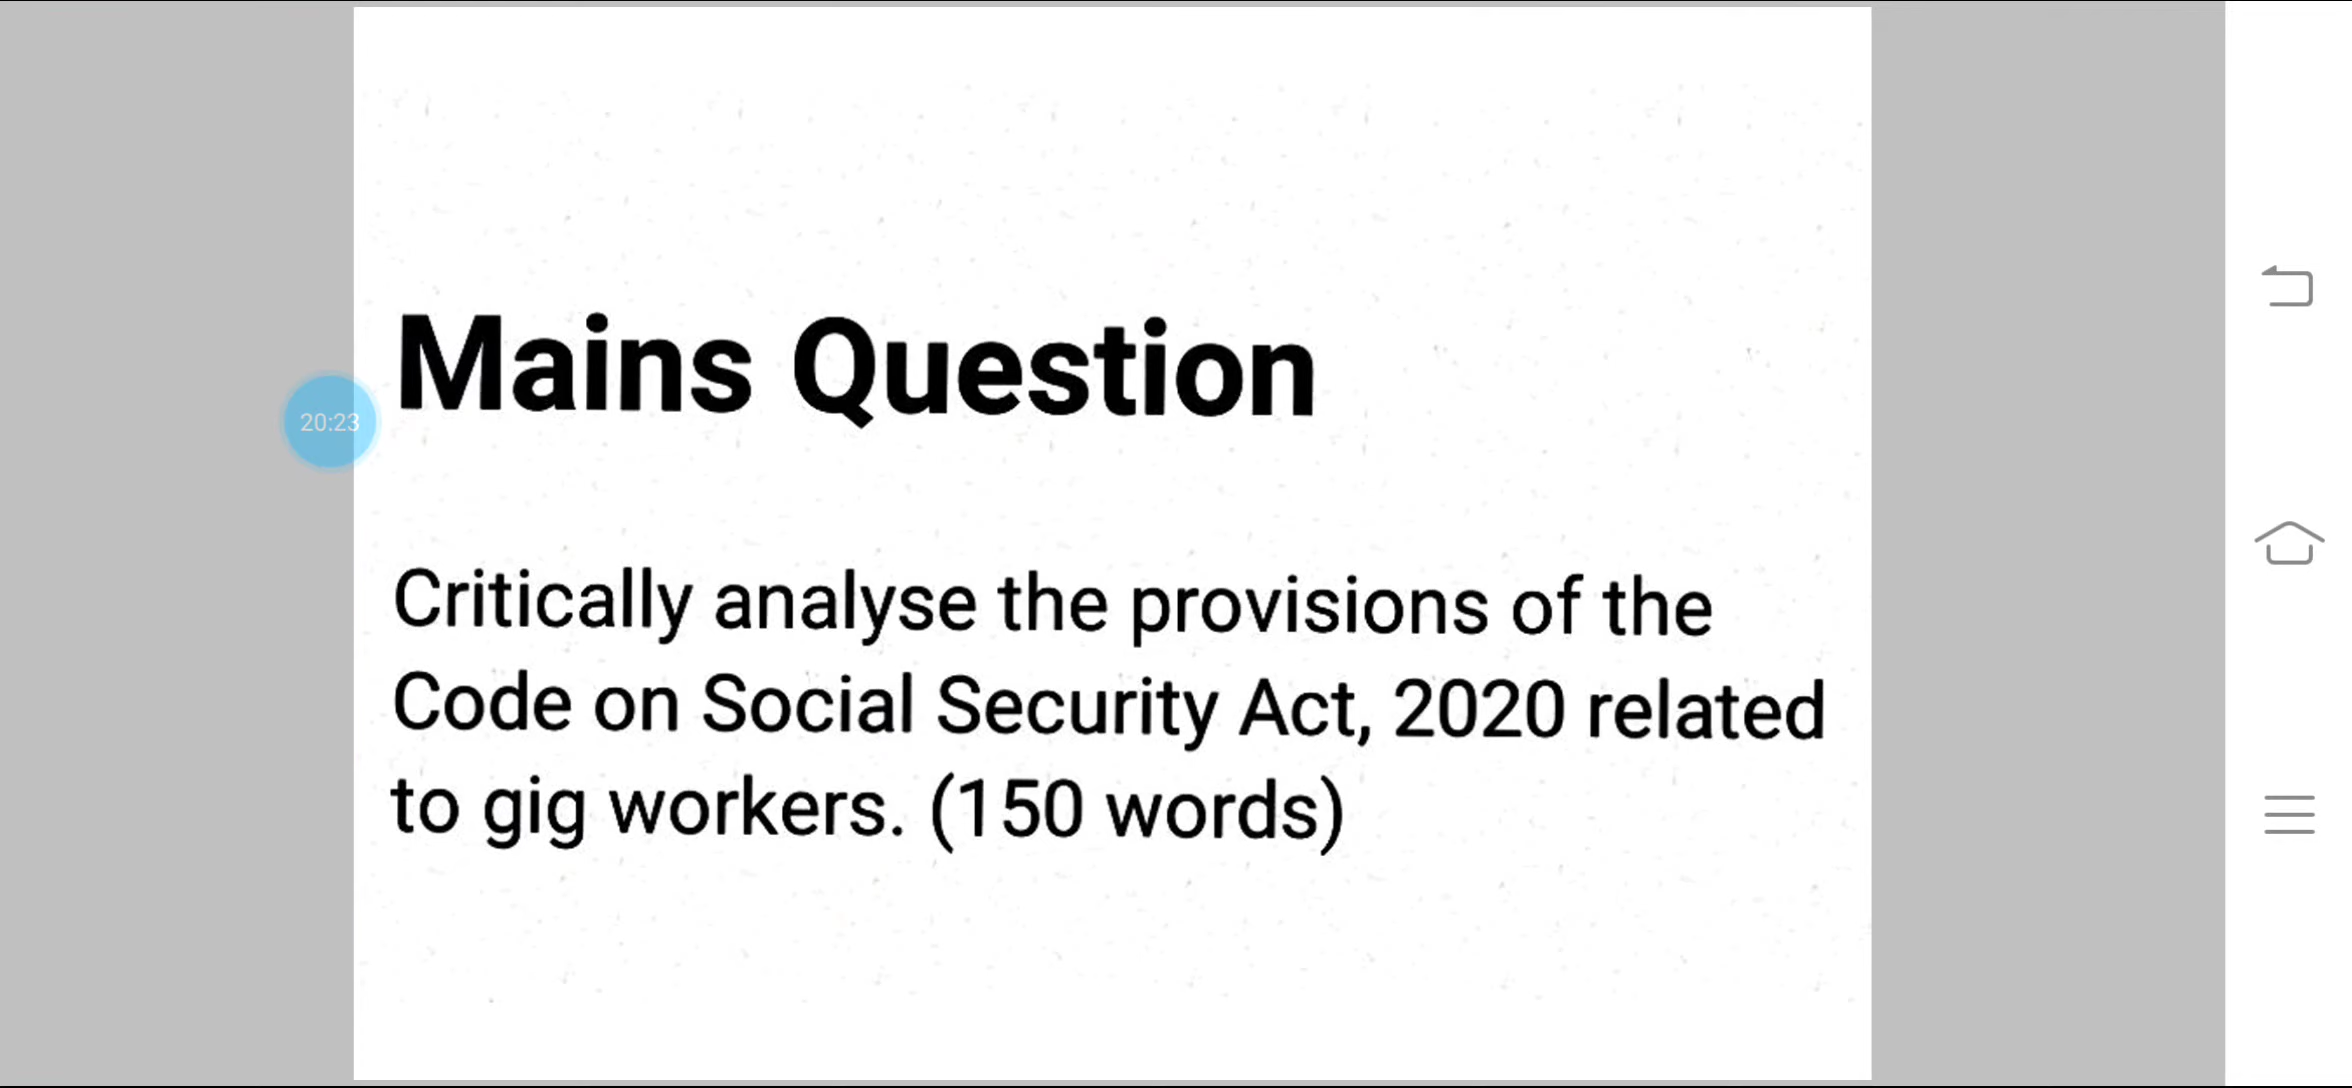 Mains Question
20:23
Critically analyse the provisions of the
Code on Social Security Act, 2020 related
to gig workers. (150 words)